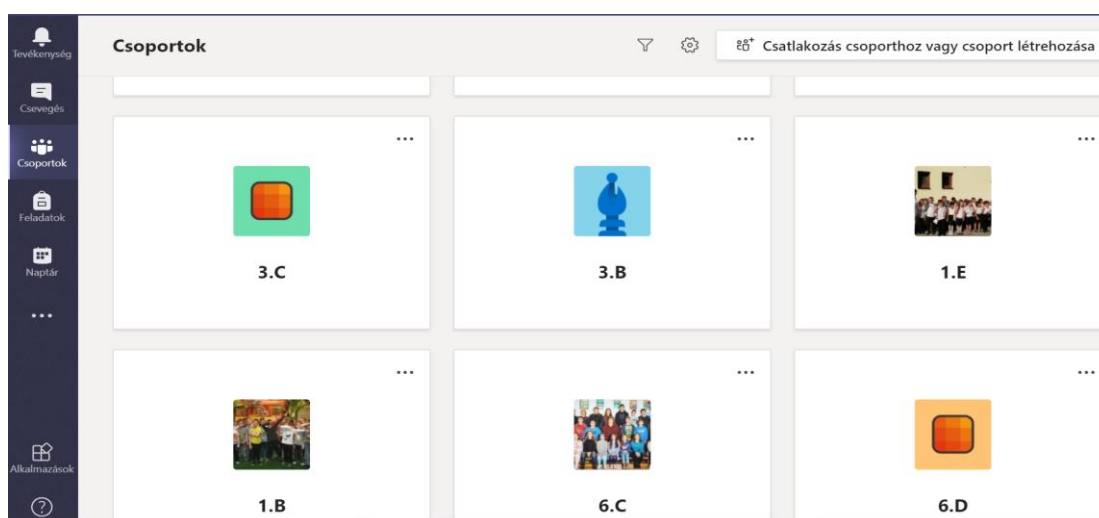 Tevékenység
Csevegés
Csoportok
Feladatok
Naptár
Alkalmazások
Csoportok
Csatlakozás csoporthoz vagy csoport létrehozása
3.C
3.B
1.E
1.B
6.C
6.D